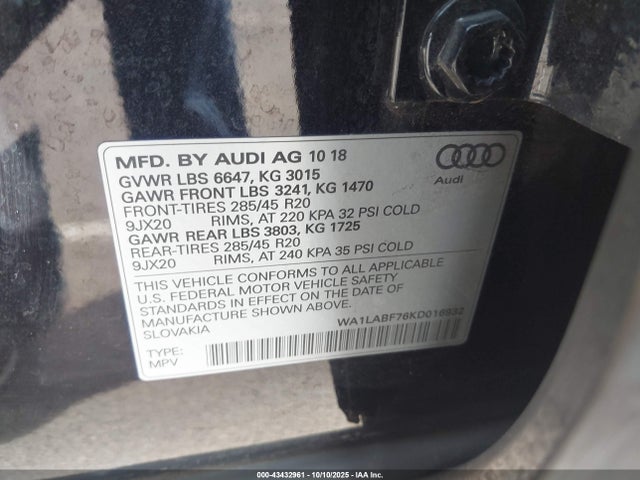 MFD. BY AUDI AG 10 18
GVWR LBS 6647, KG 3015
GAWR FRONT LBS 3241, KG 1470
FRONT-TIRES 285/45 R20
9JX20 RIMS, AT 220 KPA 32 PSI COLD
GAWR REAR LBS 3803, KG 1725
REAR-TIRES 285/45 R20
9JX20 RIMS, AT 240 KPA 35 PSI COLD
Audi
THIS VEHICLE CONFORMS TO ALL APPLICABLE
U.S. FEDERAL MOTOR VEHICLE SAFETY
STANDARDS IN EFFECT ON THE DATE OF
MANUFACTURE SHOWN ABOVE.
SLOVAKIA
WA1LABF76KD016932
TYPE:
MPV
000-43432961 - 10/10/2025 - IAA Inc.